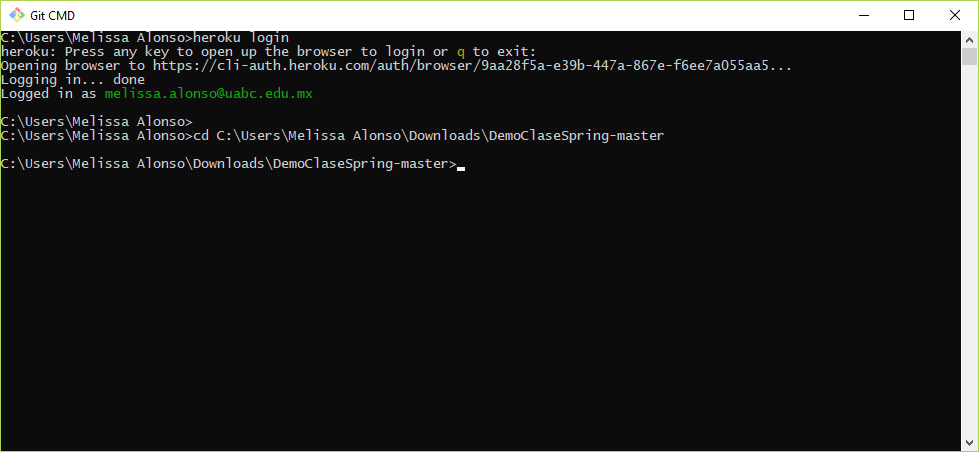 Git CMD
C:\Users\Melissa Alonso>heroku login
heroku: Press any key to open up the browser to login or q to exit:
Opening browser to https://cli-auth.heroku.com/auth/browser/9aa28f5a-e39b-447a-867e-f6ee7a055aa5...
Logging in... done
Logged in as melissa.alonso@uabc.edu.mx
C:\Users\Melissa Alonso>
C:\Users\Melissa Alonso>cd C:\Users\Melissa Alonso\Downloads\DemoClaseSpring-master
C:\Users\Melissa Alonso\Downloads\DemoClaseSpring-master>